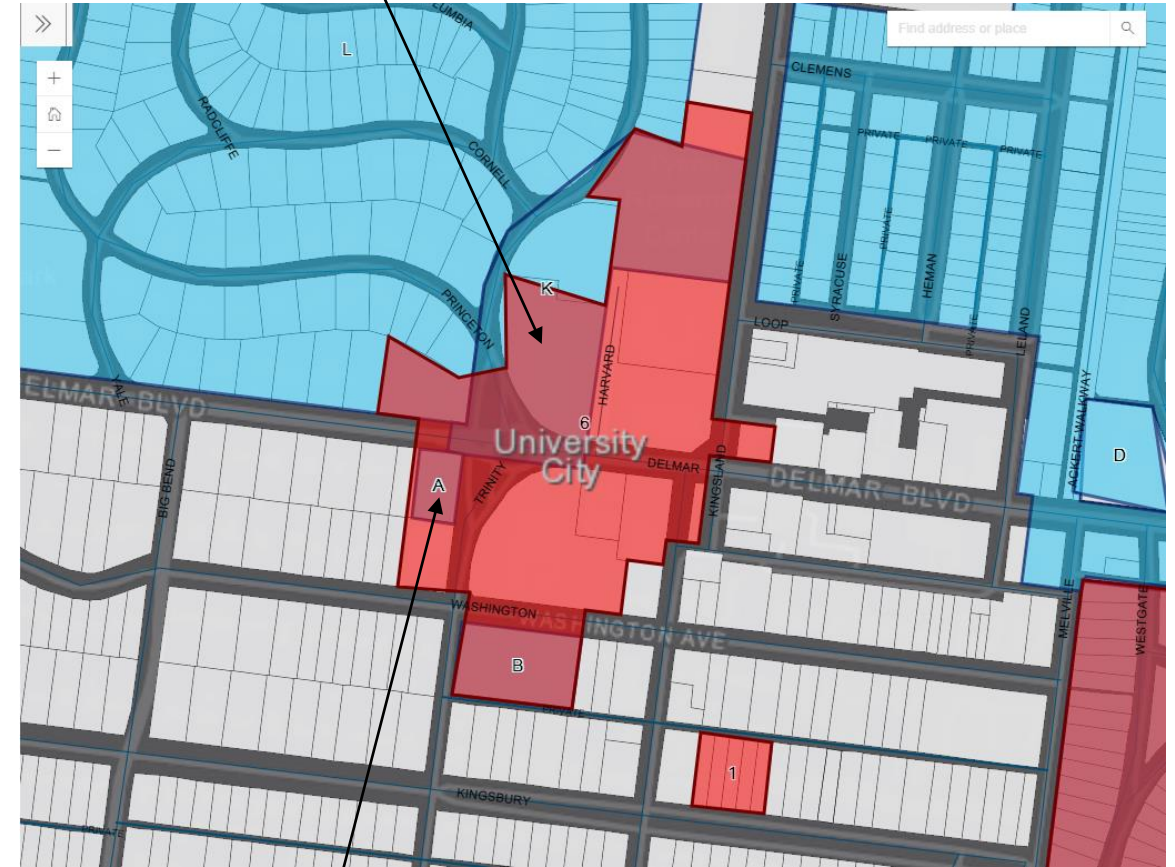 Find address or place
UMBIA
L
CLEMENS
RADCLIFFE
PRIVATE
PRIVATE
PRIVATE
CORNELL
PRIVATE
PRIVATE
SYRACUSE
HEMAN
PRIVATE
LELAND
K
PRINCETON
LOOP
HARVARD
YALE
ELMAR BLVD
6
University
City
DELMAR
KINGSLAND
DELMAR BLVD
ACKERT WALKWAY
D
BIG BEND
A
TRINITY
WASHINGTON
WASHINGTON AVE
MELVILLE
WESTGATE
B
PRIVATE
1
KINGSBURY
PRIVATE